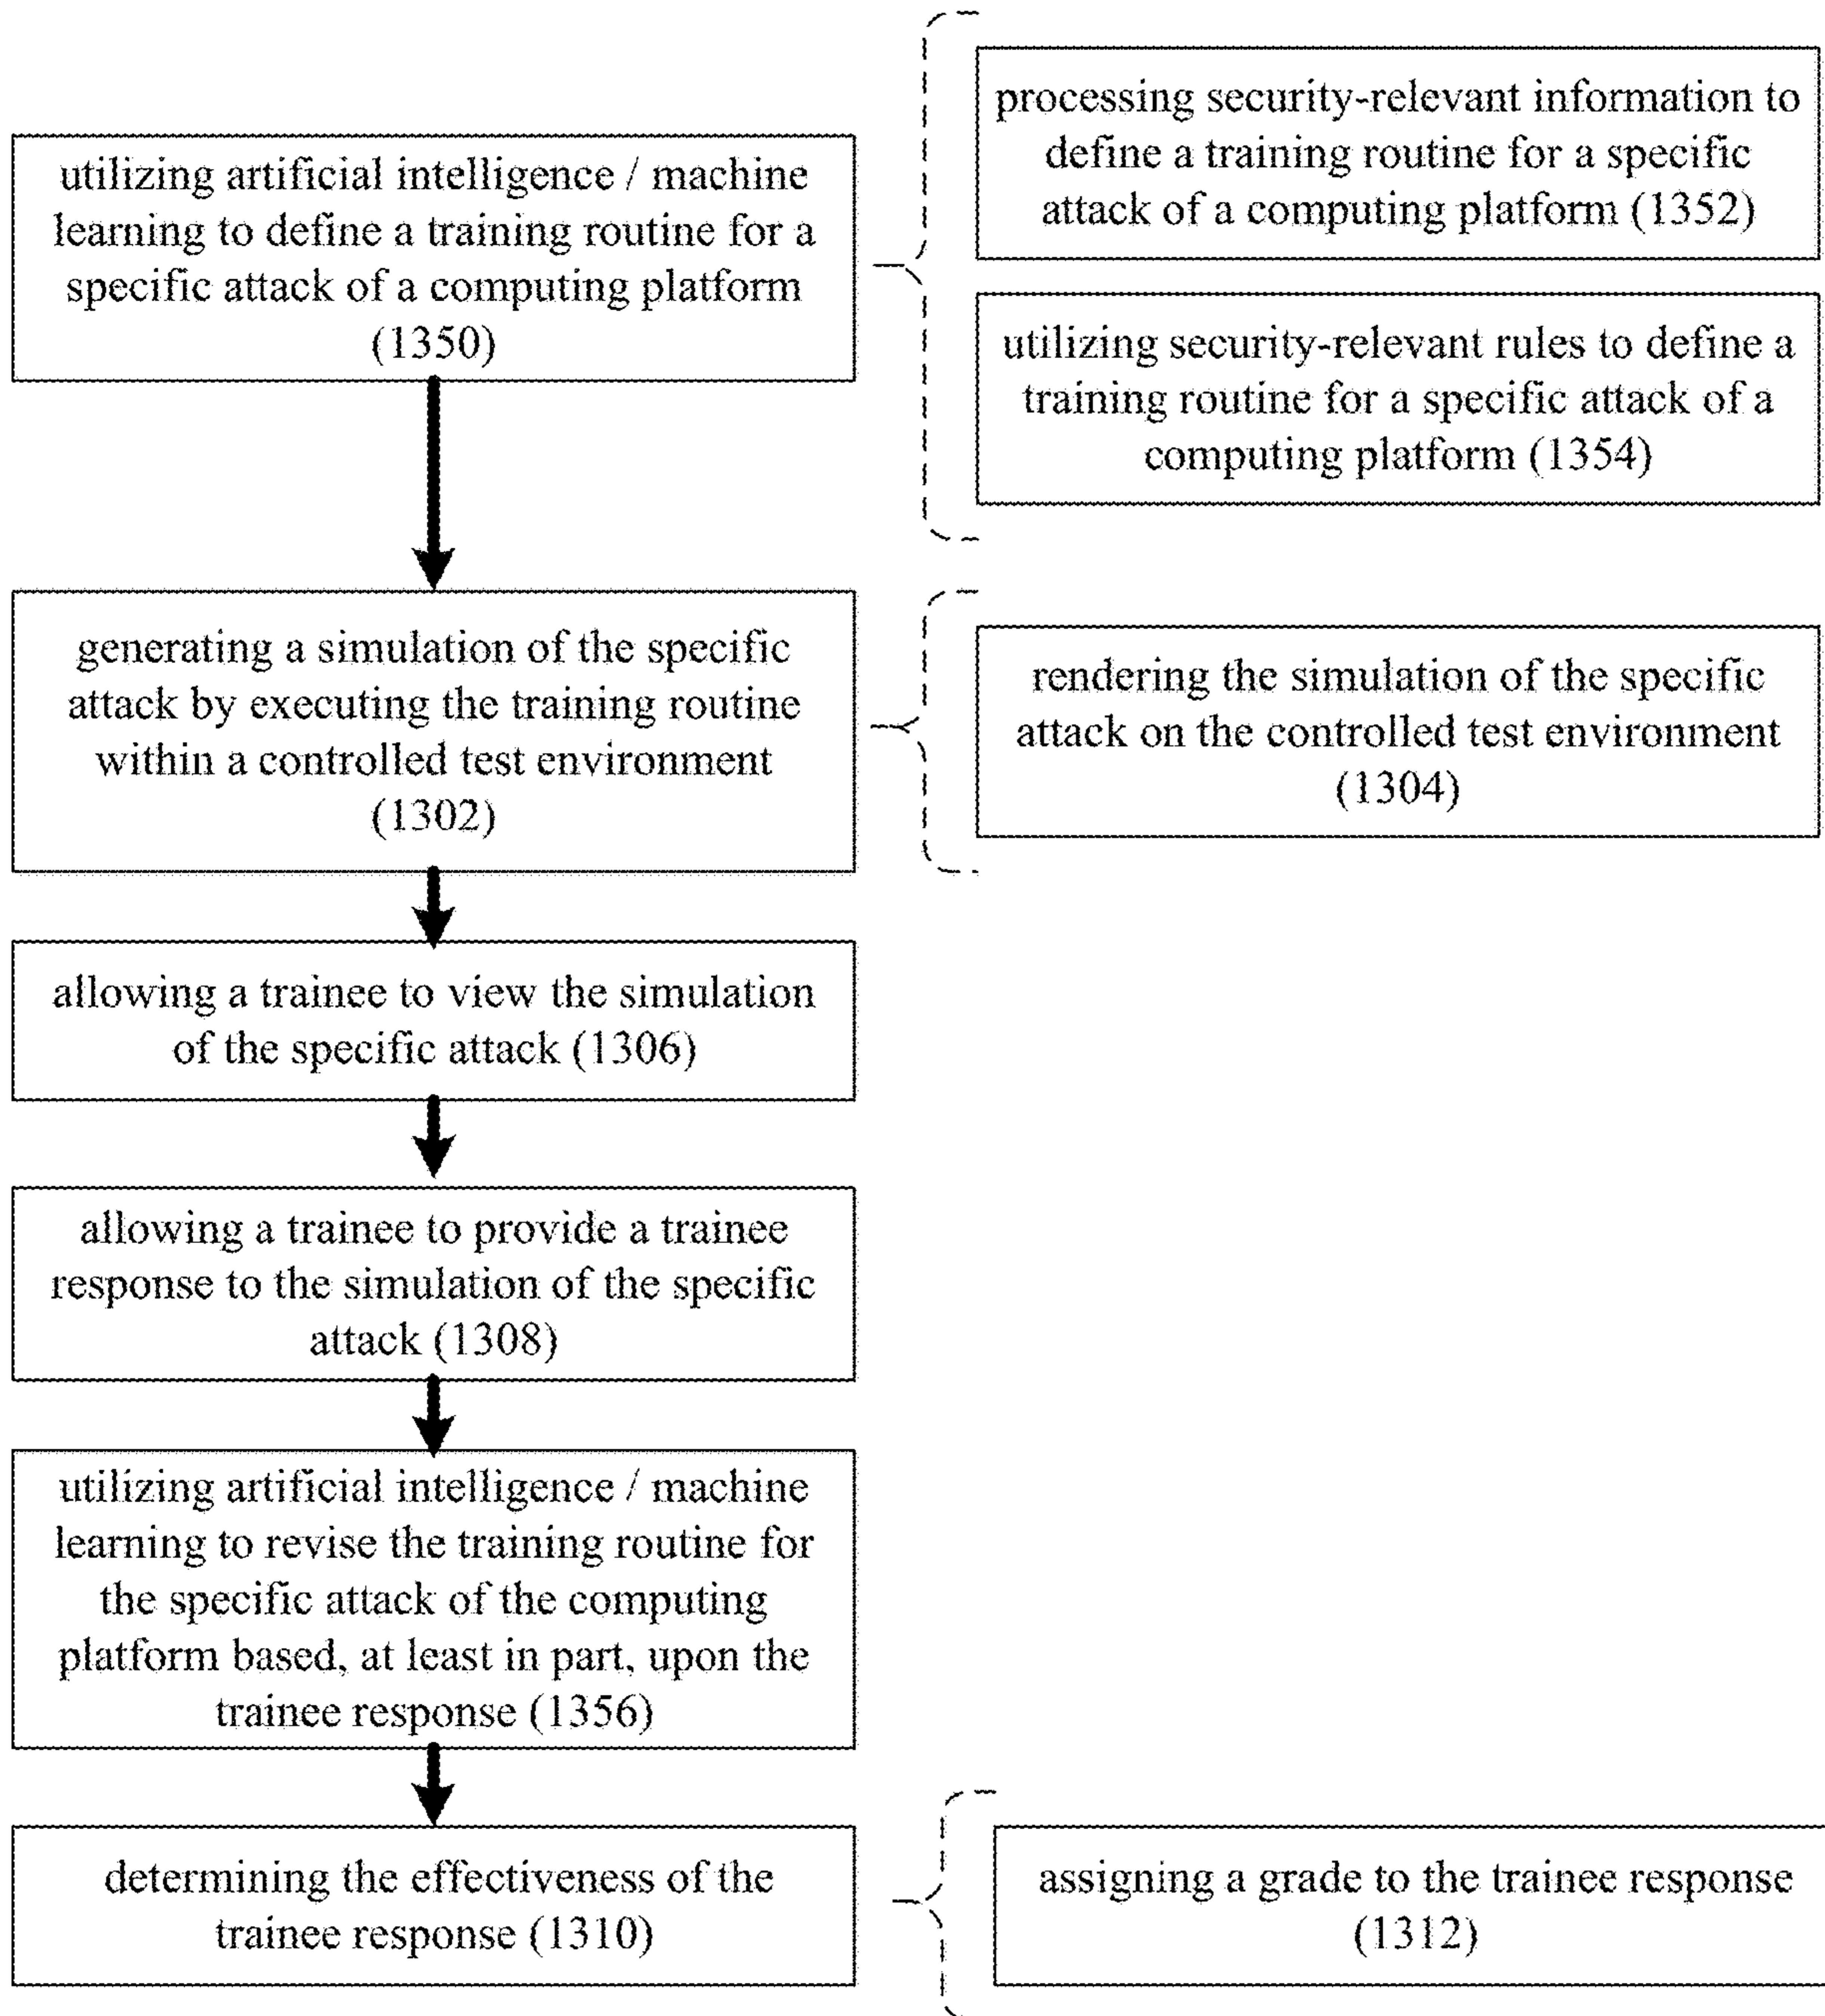 utilizing artificial intelligence / machine
learning to define a training routine for a
specific attack of a computing platform
(1350)
processing security-relevant information to
define a training routine for a specific
attack of a computing platform (1352)
utilizing security-relevant rules to define a
training routine for a specific attack of a
computing platform (1354)
generating a simulation of the specific
attack by executing the training routine
within a controlled test environment
(1302)
rendering the simulation of the specific
attack on the controlled test environment
(1304)
allowing a trainee to view the simulation
of the specific attack (1306)
allowing a trainee to provide a trainee
response to the simulation of the specific
attack (1308)
utilizing artificial intelligence / machine
learning to revise the training routine for
the specific attack of the computing
platform based, at least in part, upon the
trainee response (1356)
determining the effectiveness of the
trainee response (1310)
assigning a grade to the trainee response
(1312)